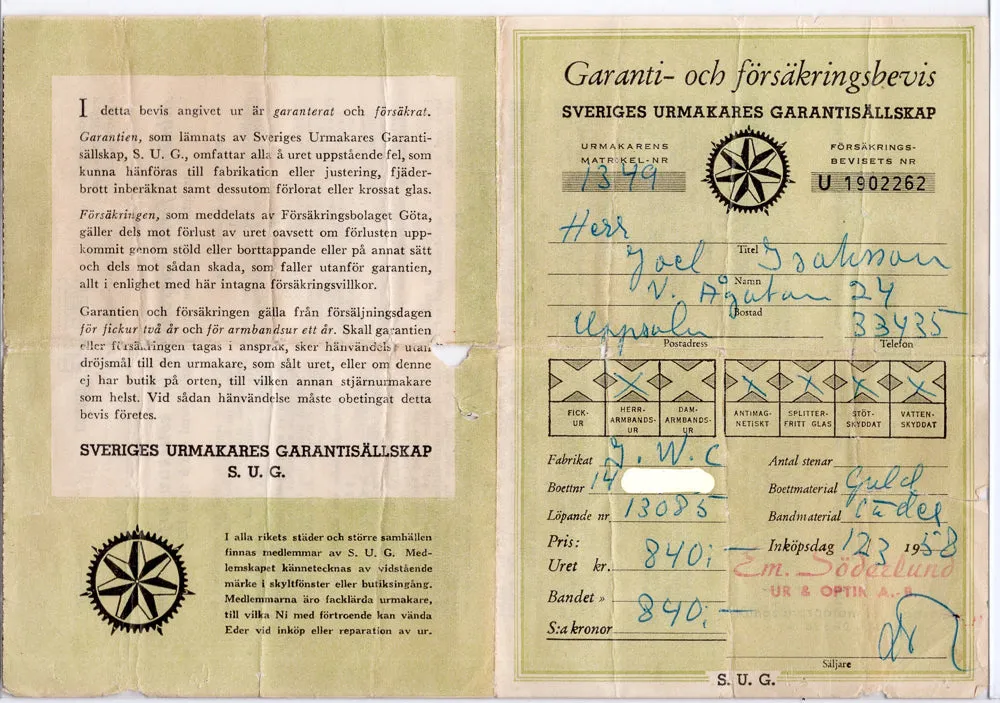 I detta bevis angivet ur är garanterat och försäkrat.
Garantien, som lämnats av Sveriges Urmakares Garanti-
sällskap, S. U. G., omfattar alla å uret uppstående fel, som
kunna hänföras till fabrikation eller justering, fjäder-
brott inberäknat samt dessutom förlorat eller krossat glas.
Försäkringen, som meddelats av Försäkringsbolaget Göta,
gäller dels mot förlust av uret oavsett om förlusten upp-
kommit genom stöld eller borttappande eller på annat sätt
och dels mot sådan skada, som faller utanför garantien,
allt i enlighet med här intagna försäkringsvillkor.
Garantien och försäkringen gälla från försäljningsdagen
för fickur två år och för armbandsur ett år. Skall garantien
eller försäkringen tagas i anspråk, sker hänvändelse utan
dröjsmål till den urmakare, som sålt uret, eller om denne
ej har butik på orten, till vilken annan stjärnurmakare
som helst. Vid sådan hänvändelse måste obetingat detta
bevis företes.
SVERIGES URMAKARES GARANTISÄLLSKAP
S. U. G.
I alla rikets städer och större samhällen
finnas medlemmar av S. U. G. Med-
lemskapet kännetecknas av vidstående
märke i skyltfönster eller butiksingång.
Medlemmarna äro facklärda urmakare,
till vilka Ni med förtroende kan vända
Eder vid inköp eller reparation av ur.
Garanti- och försäkringsbevis
SVERIGES URMAKARES GARANTISÄLLSKAP
URMAKARENS
MATRIKEL-NR
1349
FÖRSÄKRINGS-
BEVISETS NR
U 1902262
Herr
Titel
Joel Isakson
Namn
V. Ågatan 24
Bostad
Uppsala 33435
Postadress Telefon
FICK-
UR
HERR-
ARMBANDS-
UR
DAM-
ARMBANDS-
UR
ANTIMAG-
NETISKT
SPLITTER-
FRITT GLAS
STÖT-
SKYDDAT
VATTEN-
SKYDDAT
Fabrikat I. W. C
Boettnr 14
Löpande nr 13085
Pris:
Uret kr. 840:-
Bandet »
S:a kronor 840:-
Antal stenar
Boettmaterial Guld
Bandmaterial Läder
Inköpsdag 12/3 1958
Em. Söderlund
UR & OPTIK A.-B.
Säljare
S. U. G.